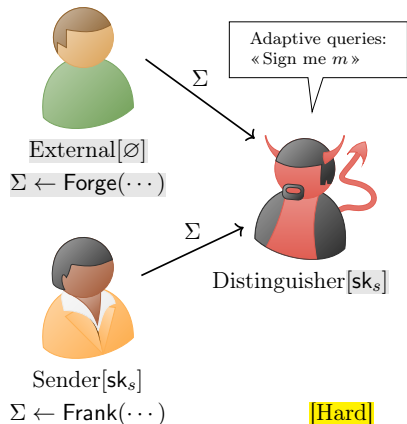 Adaptive queries:
«Sign me m»
Σ
External[∅]
Σ ← Forge(···)
Σ
Distinguisher[sk_s]
Sender[sk_s]
Σ ← Frank(···)
[Hard]